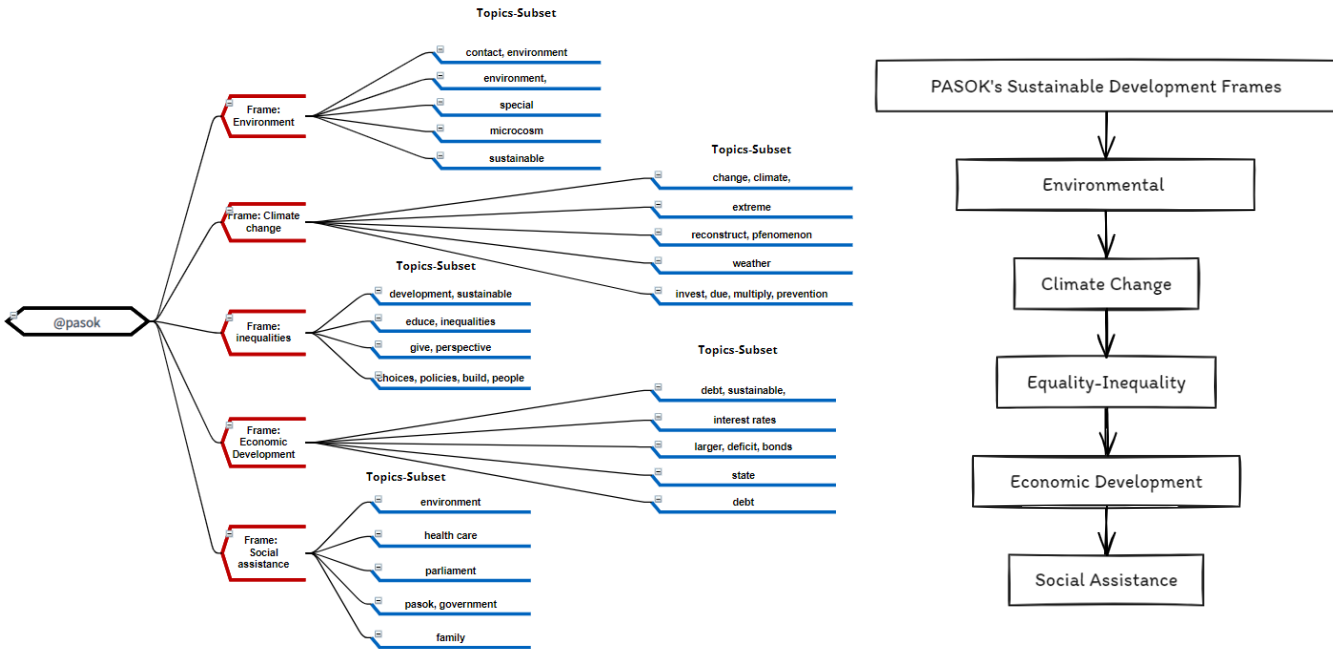 @pasok
Topics-Subset
Frame:
Environment
contact, environment
environment,
special
microcosm
sustainable
Topics-Subset
Frame: Climate
change
change, climate,
extreme
reconstruct, pfenomenon
weather
invest, due, multiply, prevention
Topics-Subset
Frame:
inequalities
development, sustainable
educe, inequalities
give, perspective
choices, policies, build, people
Topics-Subset
Frame:
Economic
Development
debt, sustainable,
interest rates
larger, deficit, bonds
state
debt
Topics-Subset
Frame:
Social
assistance
environment
health care
parliament
pasok, government
family
PASOK's Sustainable Development Frames
Environmental
Climate Change
Equality-Inequality
Economic Development
Social Assistance